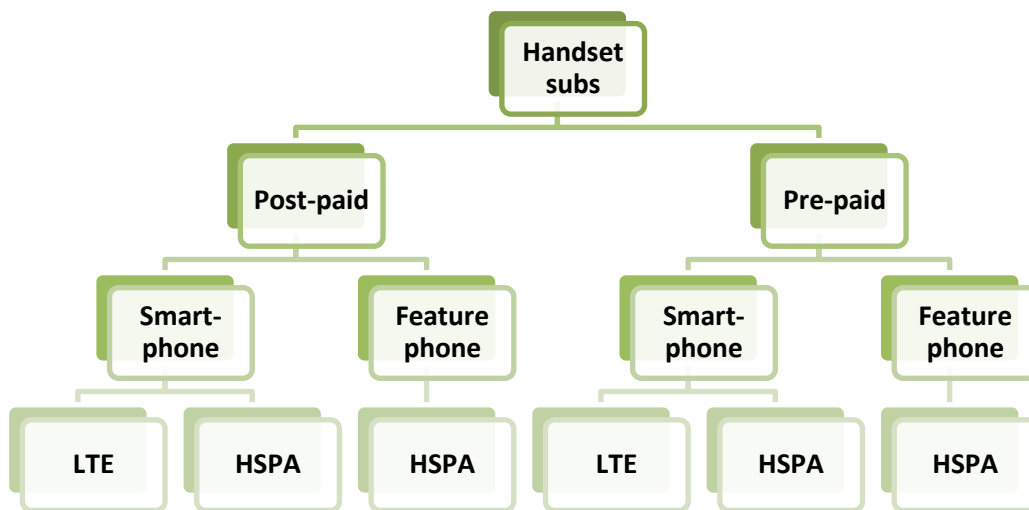 Handset
subs
Post-paid
Pre-paid
Smart-
phone
Feature
phone
Smart-
phone
Feature
phone
LTE
HSPA
HSPA
LTE
HSPA
HSPA